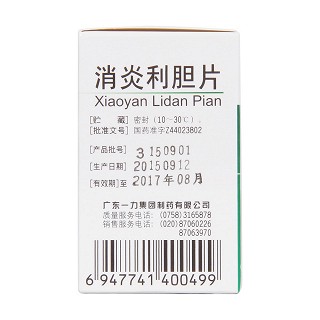 消炎利胆片
Xiaoyan Lidan Pian
[贮　　藏] 密封(10~30℃)。
[批准文号] 国药准字Z44023802
[产品批号] 3150901
[生产日期] 20150912
[有效期] 至 2017年08月
广东一力集团制药有限公司
质量服务电话：(0758)3165878
销售服务电话：(020)87060226
87063970
6 947741 400499